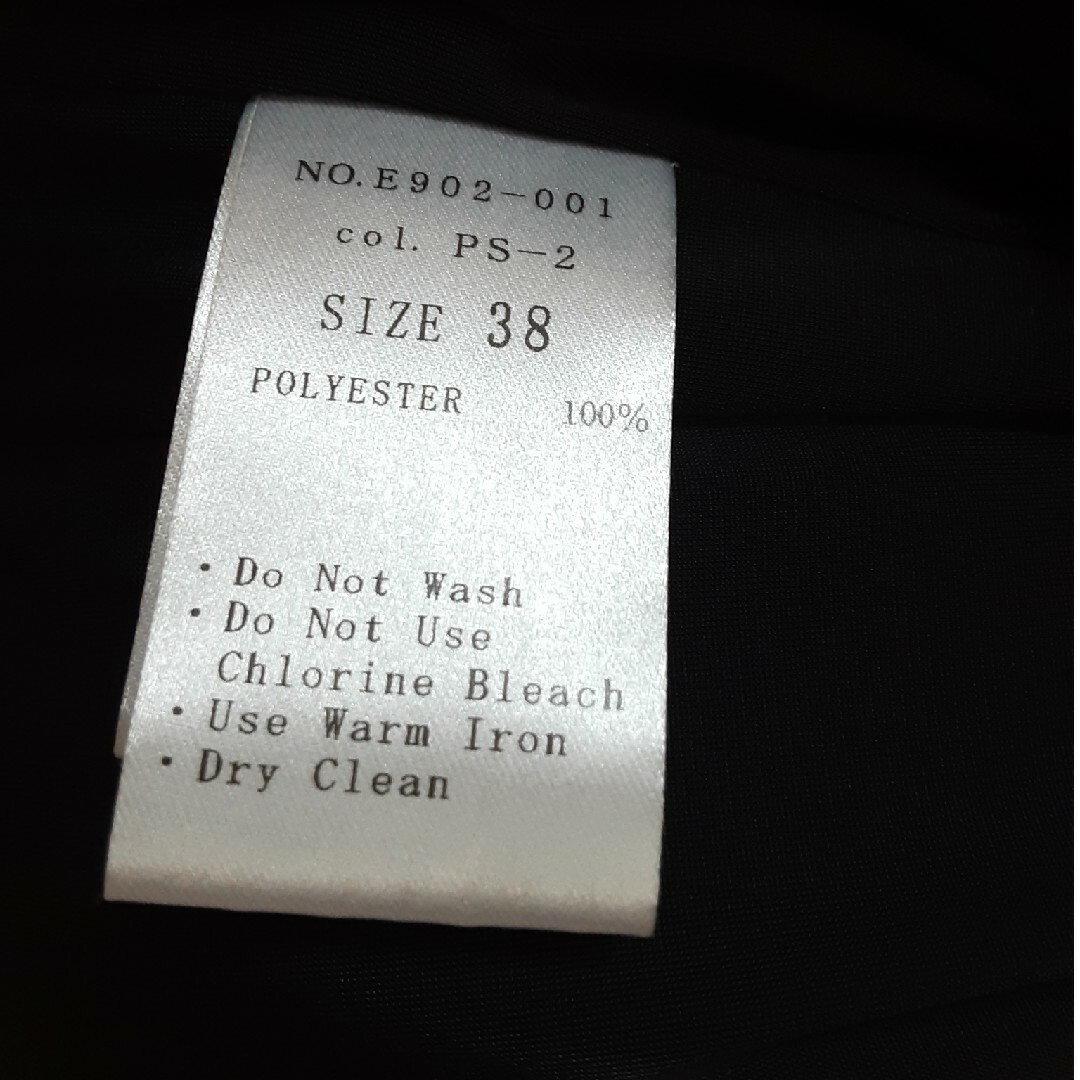 NO.E902-001
col. PS-2
SIZE 38
POLYESTER 100%
・Do Not Wash
・Do Not Use
Chlorine Bleach
・Use Warm Iron
・Dry Clean